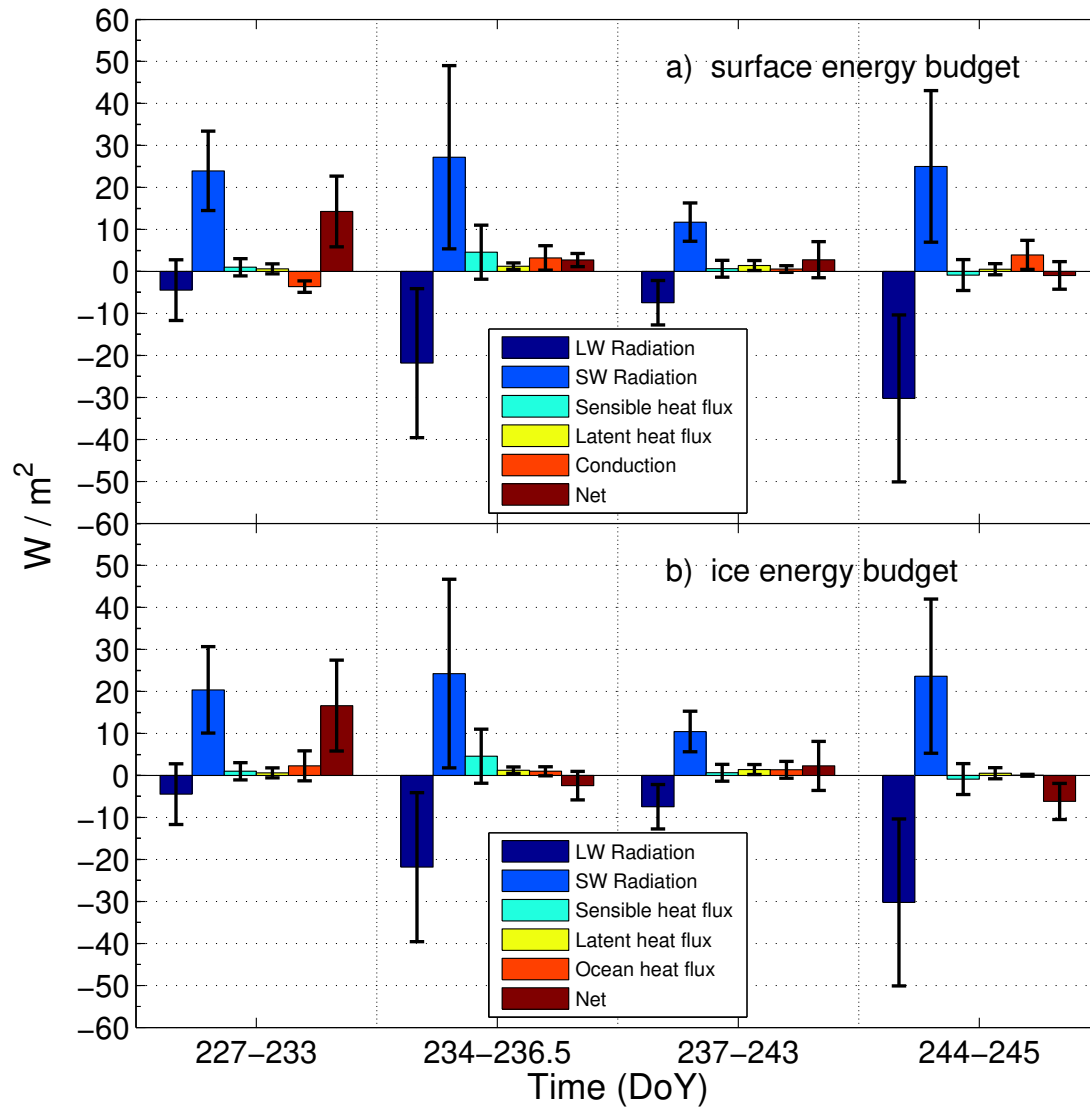 60
50
40
30
20
10
0
−10
−20
−30
−40
−50
−60
a) surface energy budget
LW Radiation
SW Radiation
Sensible heat flux
Latent heat flux
Conduction
Net
W / m²
50
40
30
20
10
0
−10
−20
−30
−40
−50
−60
b) ice energy budget
LW Radiation
SW Radiation
Sensible heat flux
Latent heat flux
Ocean heat flux
Net
227−233 234−236.5 237−243 244−245
Time (DoY)